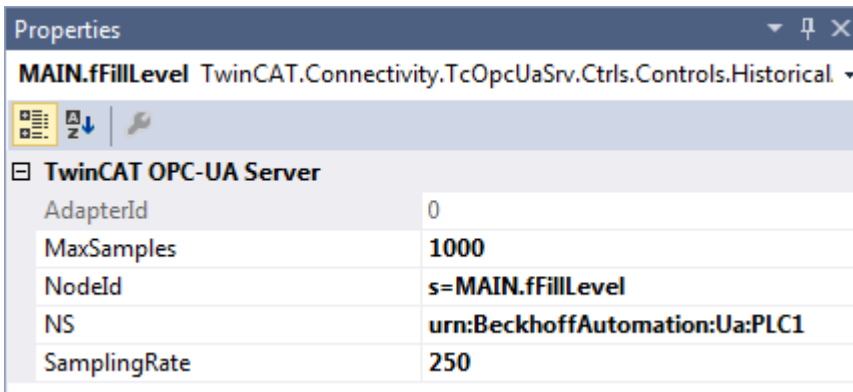 Properties
MAIN.fFillLevel TwinCAT.Connectivity.TcOpcUaSrv.Ctrls.Controls.Historical.
TwinCAT OPC-UA Server
AdapterId 0
MaxSamples 1000
NodeId s=MAIN.fFillLevel
NS urn:BeckhoffAutomation:Ua:PLC1
SamplingRate 250